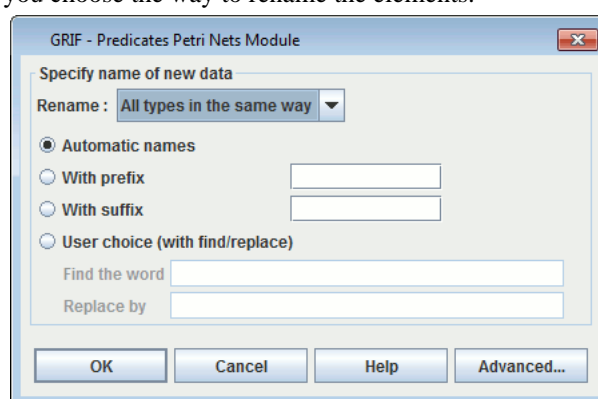 you choose the way to rename the elements.
GRIF - Predicates Petri Nets Module
Specify name of new data
Rename : All types in the same way
Automatic names
With prefix
With suffix
User choice (with find/replace)
Find the word
Replace by
OK Cancel Help Advanced...